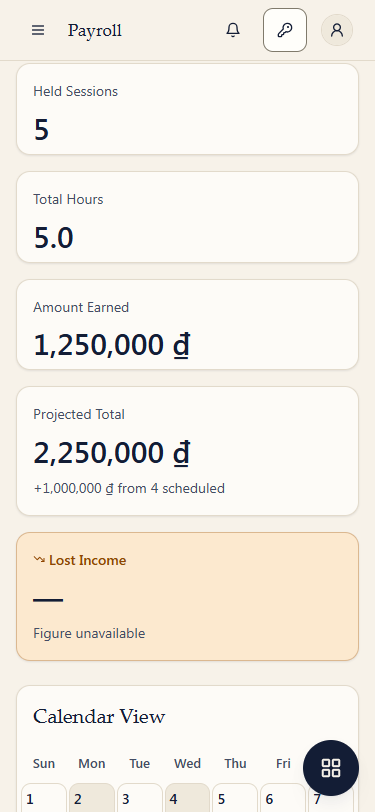 Payroll
Held Sessions
5
Total Hours
5.0
Amount Earned
1,250,000 ₫
Projected Total
2,250,000 ₫
+1,000,000 ₫ from 4 scheduled
Lost Income
—
Figure unavailable
Calendar View
Sun Mon Tue Wed Thu Fri
1 2 3 4 5 6 7